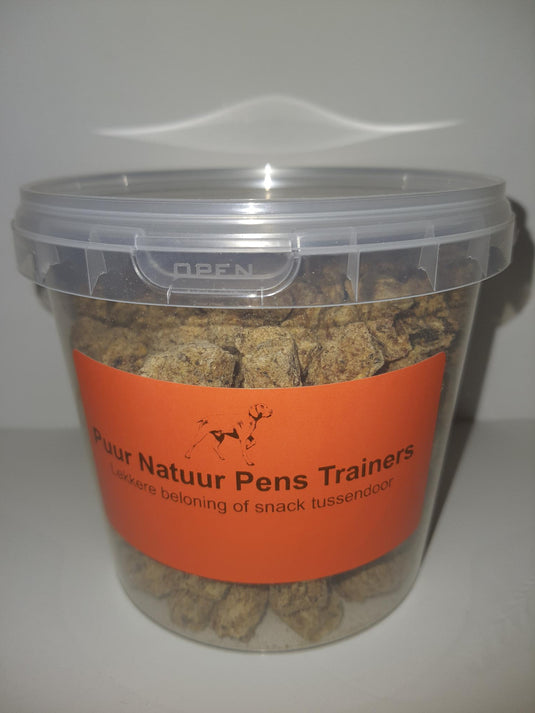 OPEN
Puur Natuur Pens Trainers
Lekkere beloning of snack tussendoor